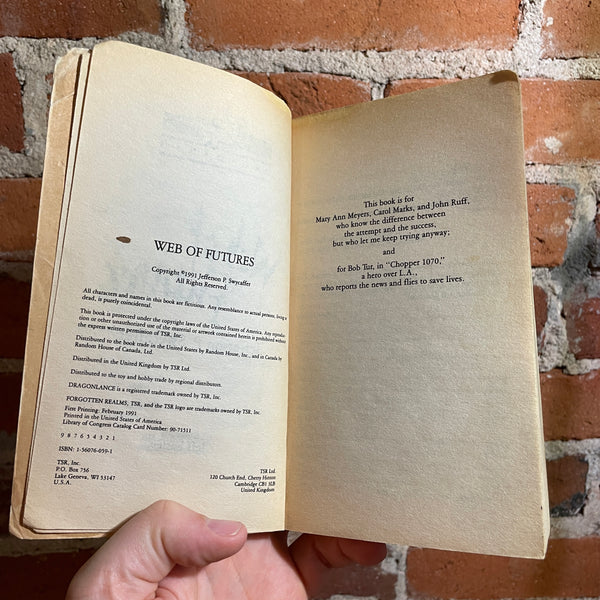 WEB OF FUTURES
Copyright ©1991 Jefferson P. Swycaffer
All Rights Reserved.
All characters and names in this book are fictitious. Any resemblance to actual persons, living or
dead, is purely coincidental.
This book is protected under the copyright laws of the United States of America. Any reproduc-
tion or other unauthorized use of the material or artwork contained herein is prohibited without
the express written permission of TSR, Inc.
Distributed to the book trade in the United States by Random House, Inc., and in Canada by
Random House of Canada, Ltd.
Distributed in the United Kingdom by TSR Ltd.
Distributed to the toy and hobby trade by regional distributors.
DRAGONLANCE is a registered trademark owned by TSR, Inc.
FORGOTTEN REALMS, TSR, and the TSR logo are trademarks owned by TSR, Inc.
First Printing: February 1991
Printed in the United States of America
Library of Congress Catalog Card Number: 90-71511
9 8 7 6 5 4 3 2 1
ISBN: 1-56076-059-1
TSR, Inc.
P.O. Box 756
Lake Geneva, WI 53147
U.S.A.
TSR Ltd.
120 Church End, Cherry Hinton
Cambridge CB1 3LB
United Kingdom
This book is for
Mary Ann Meyers, Carol Marks, and John Ruff,
who know the difference between
the attempt and the success,
but who let me keep trying anyway;
and
for Bob Tur, in "Chopper 1070,"
a hero over L.A.,
who reports the news and flies to save lives.